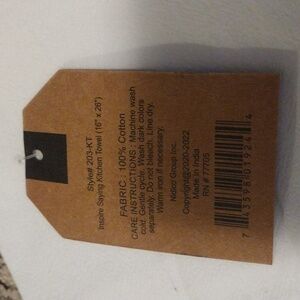 Style# 203-KT
Inspire Saying Kitchen Towel (16" x 26")
FABRIC : 100% Cotton
CARE INSTRUCTIONS : Machine wash
cold. Gentle cycle. Wash dark colors
separately. Do not bleach. Line dry.
Warm iron if necessary.
Nidico Group Inc.
Copyright©2020-2022
Made in India
RN # 77705